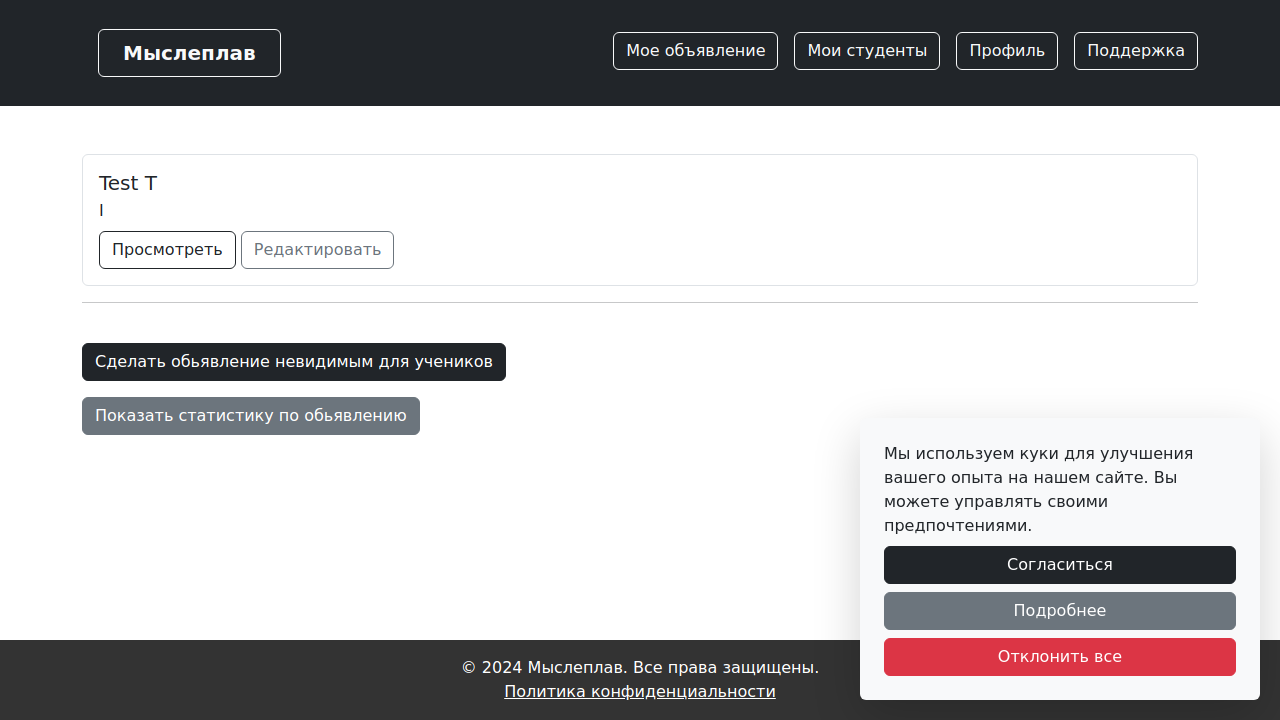 Мыслеплав
Мое объявление
Мои студенты
Профиль
Поддержка
Test T
I
Просмотреть
Редактировать
Сделать обьявление невидимым для учеников
Показать статистику по обьявлению
Мы используем куки для улучшения
вашего опыта на нашем сайте. Вы
можете управлять своими
предпочтениями.
Согласиться
Подробнее
Отклонить все
© 2024 Мыслеплав. Все права защищены.
Политика конфиденциальности